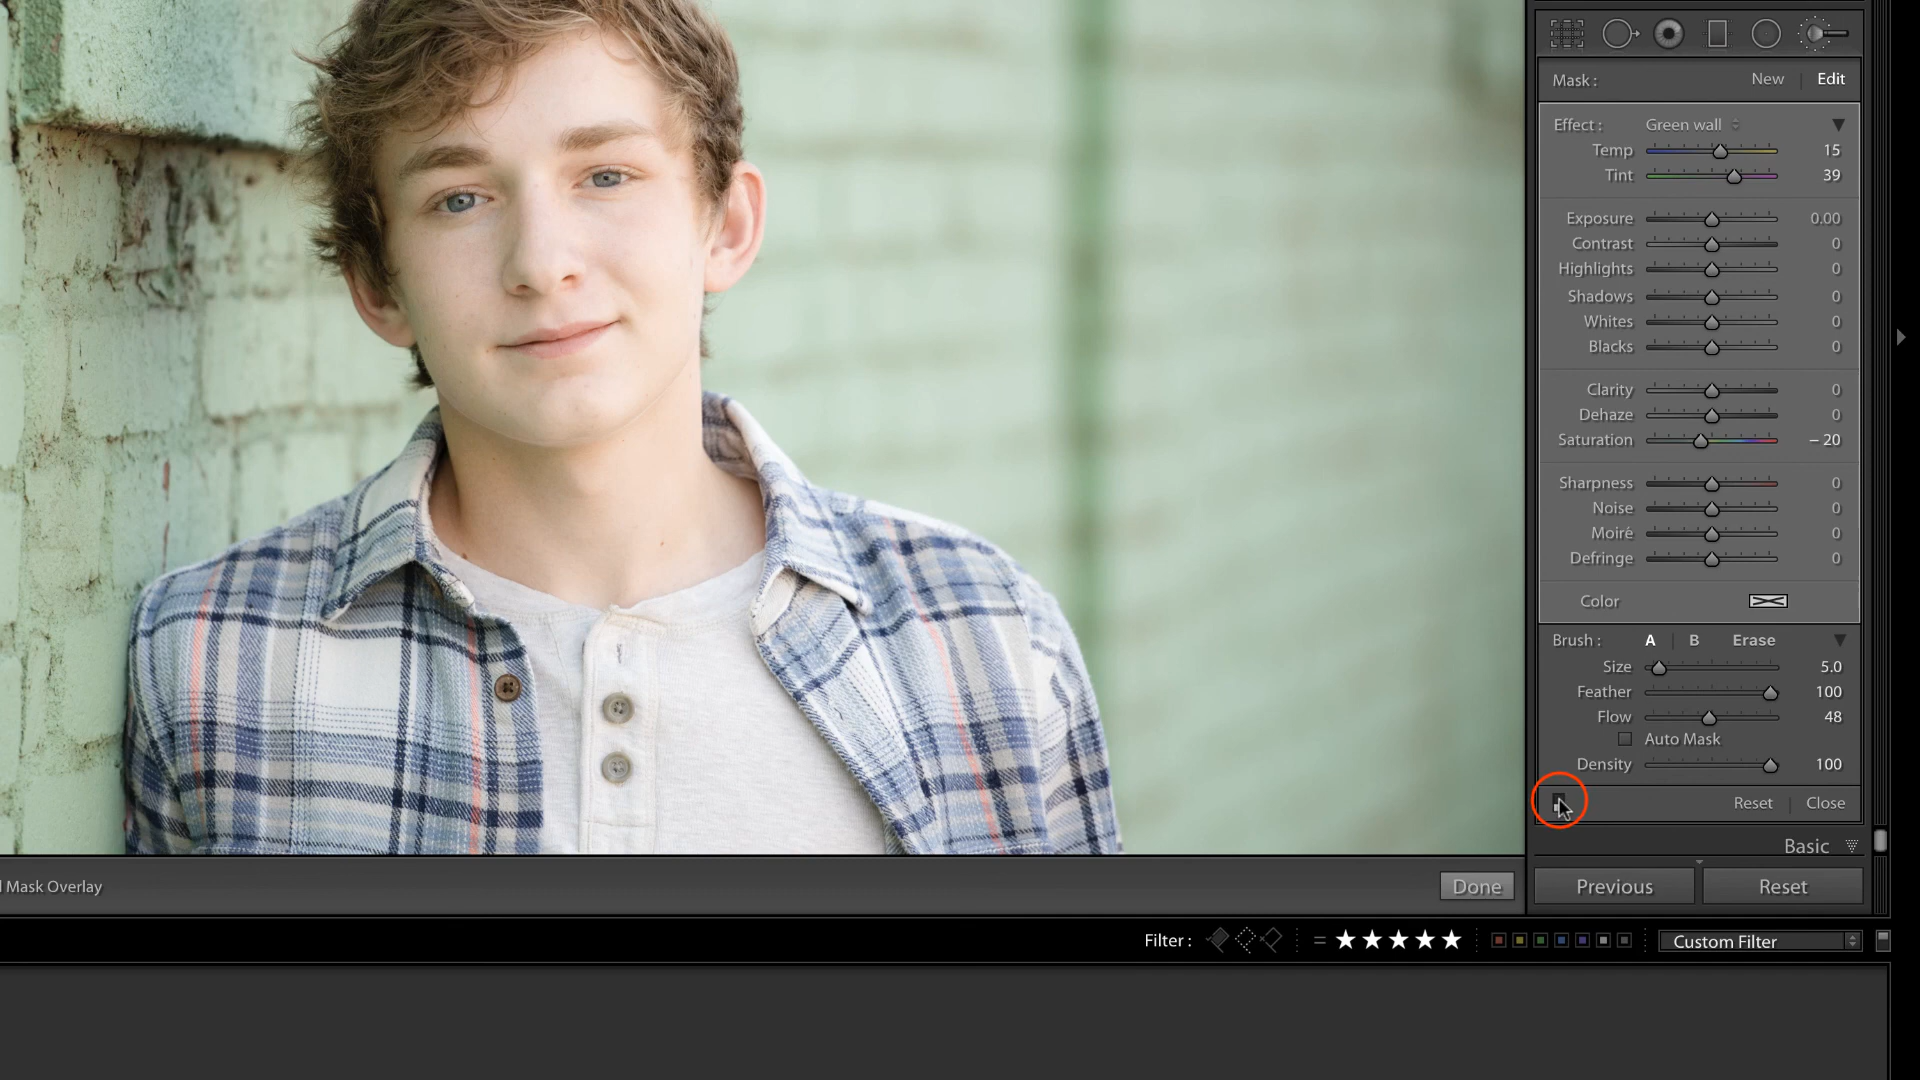 Mask : New | Edit
Effect : Green wall
Temp 15
Tint 39
Exposure 0.00
Contrast 0
Highlights 0
Shadows 0
Whites 0
Blacks 0
Clarity 0
Dehaze 0
Saturation – 20
Sharpness 0
Noise 0
Moiré 0
Defringe 0
Color
Brush : A | B Erase
Size 5.0
Feather 100
Flow 48
Auto Mask
Density 100
Reset | Close
Basic
Mask Overlay Done Previous Reset
Filter : = ★★★★★ Custom Filter